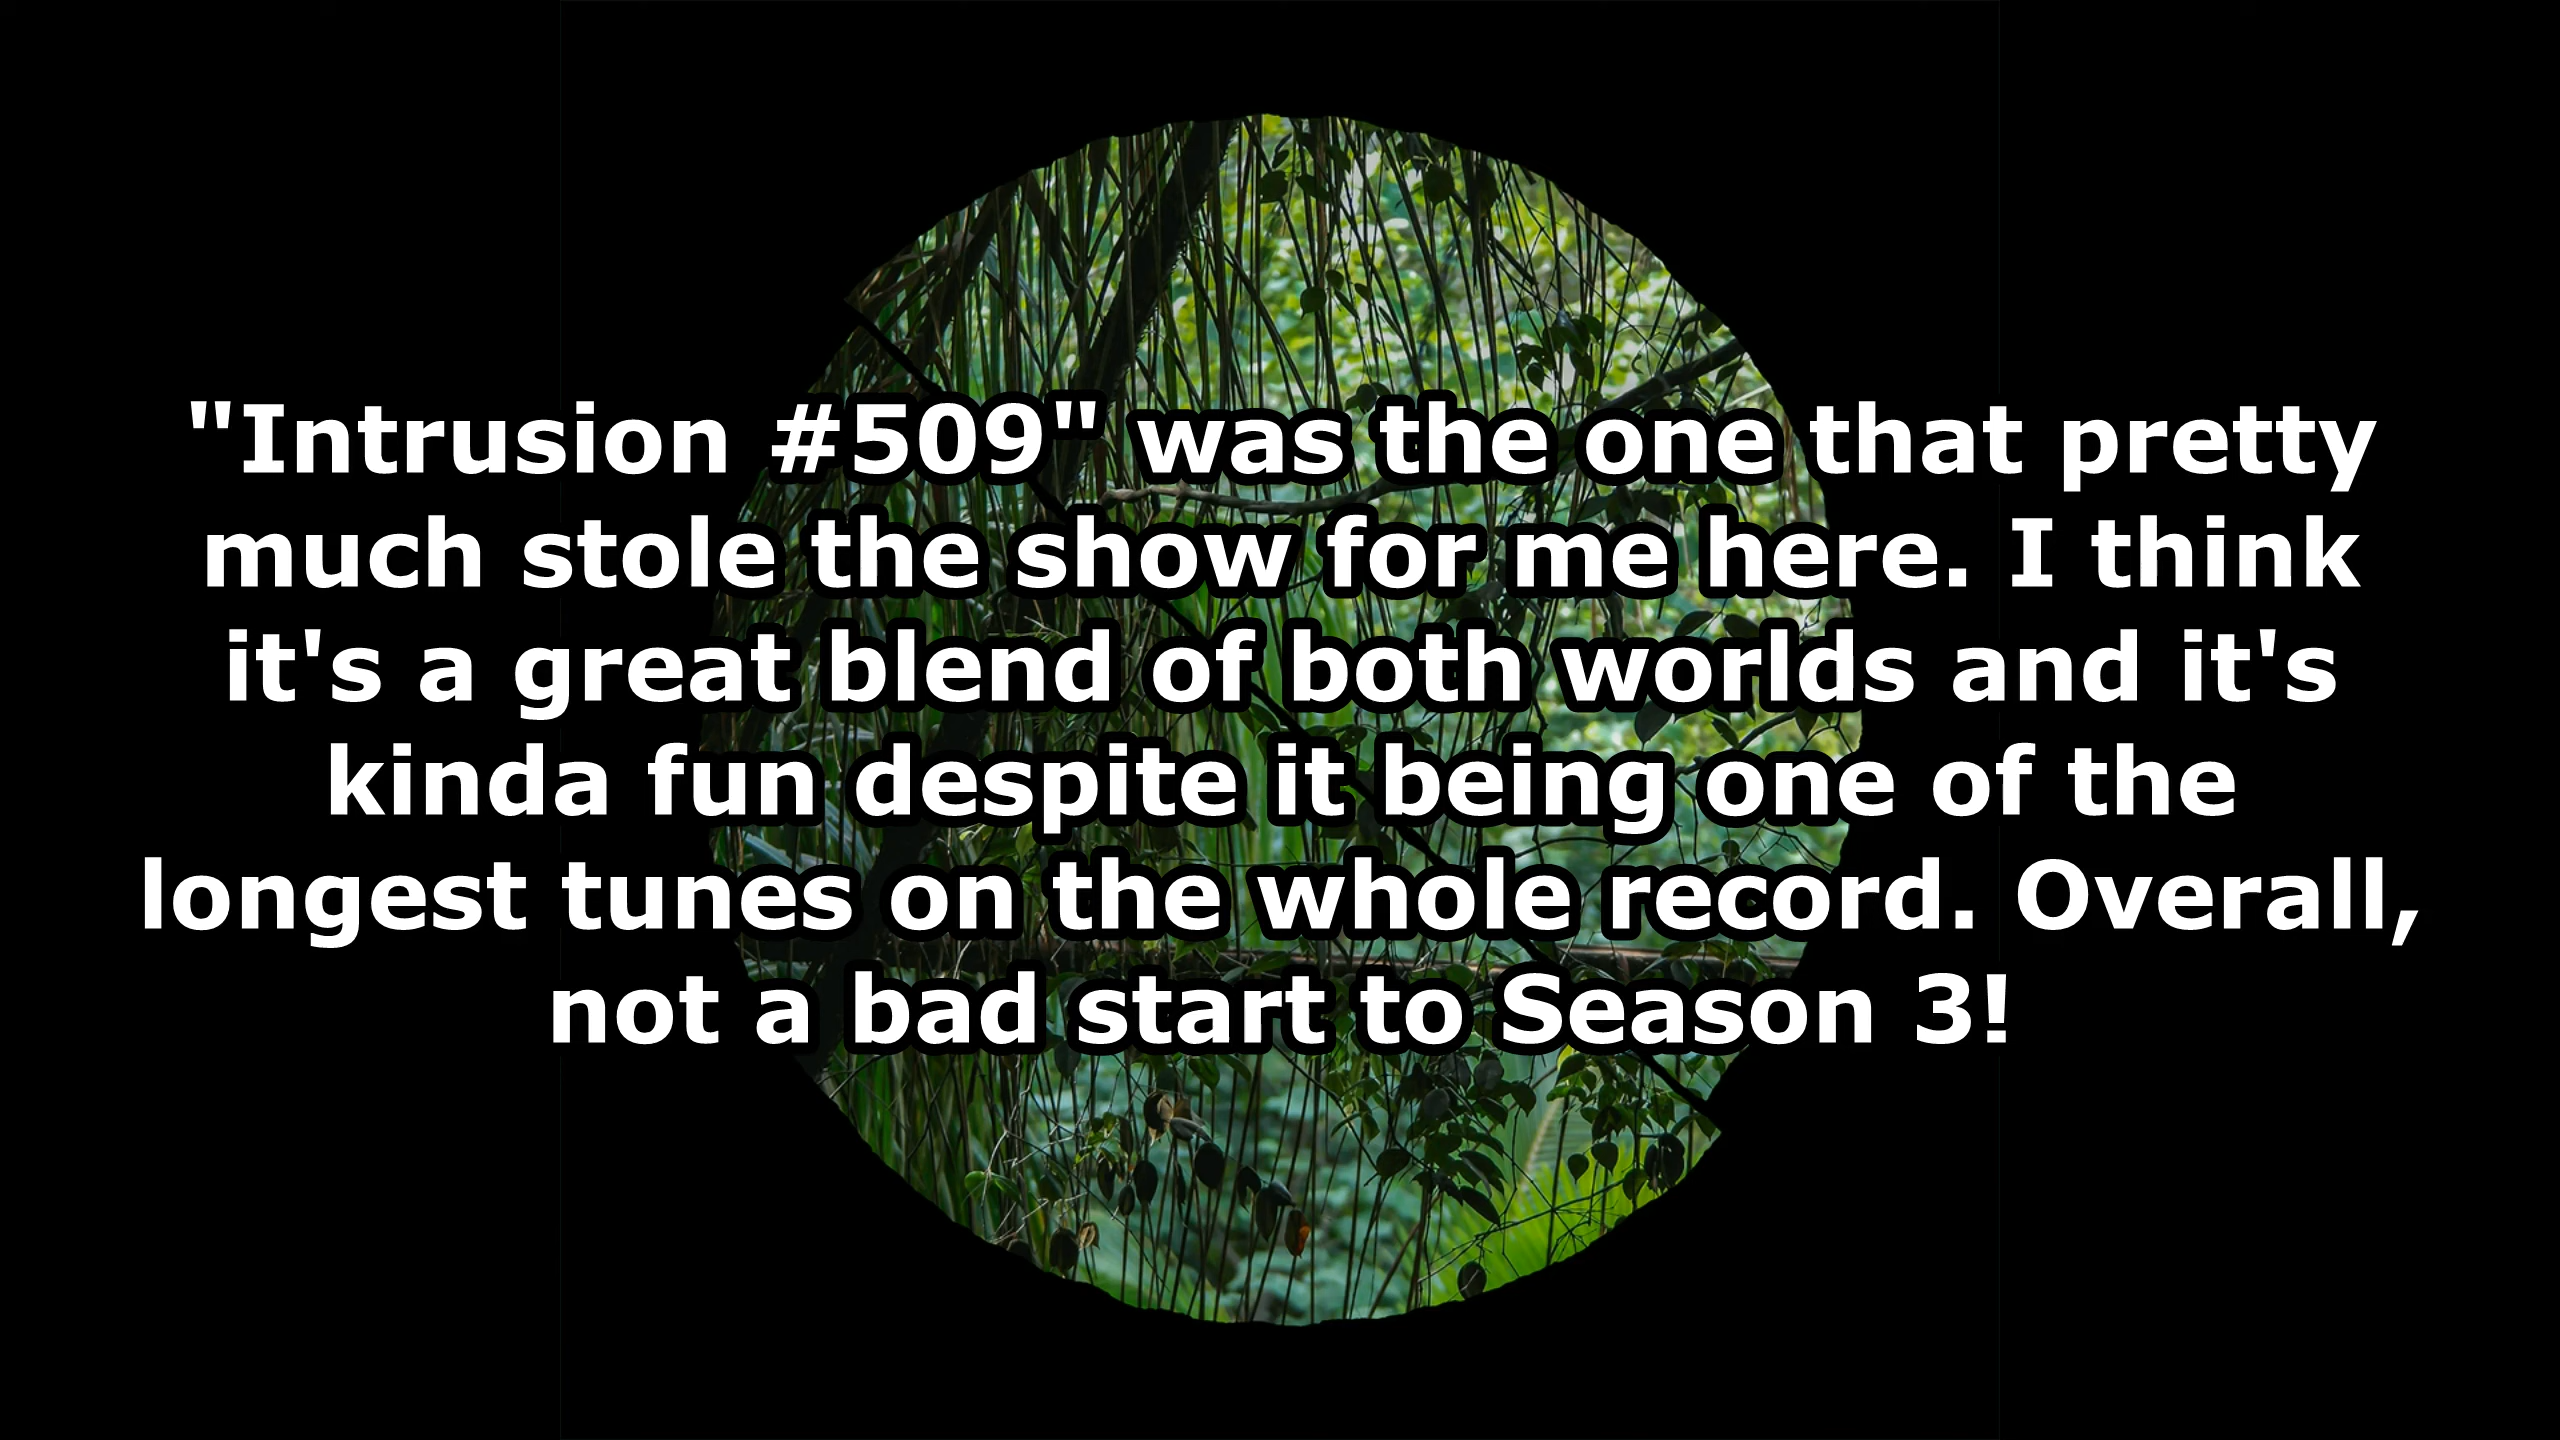 "Intrusion #509" was the one that pretty
much stole the show for me here. I think
it's a great blend of both worlds and it's
kinda fun despite it being one of the
longest tunes on the whole record. Overall,
not a bad start to Season 3!